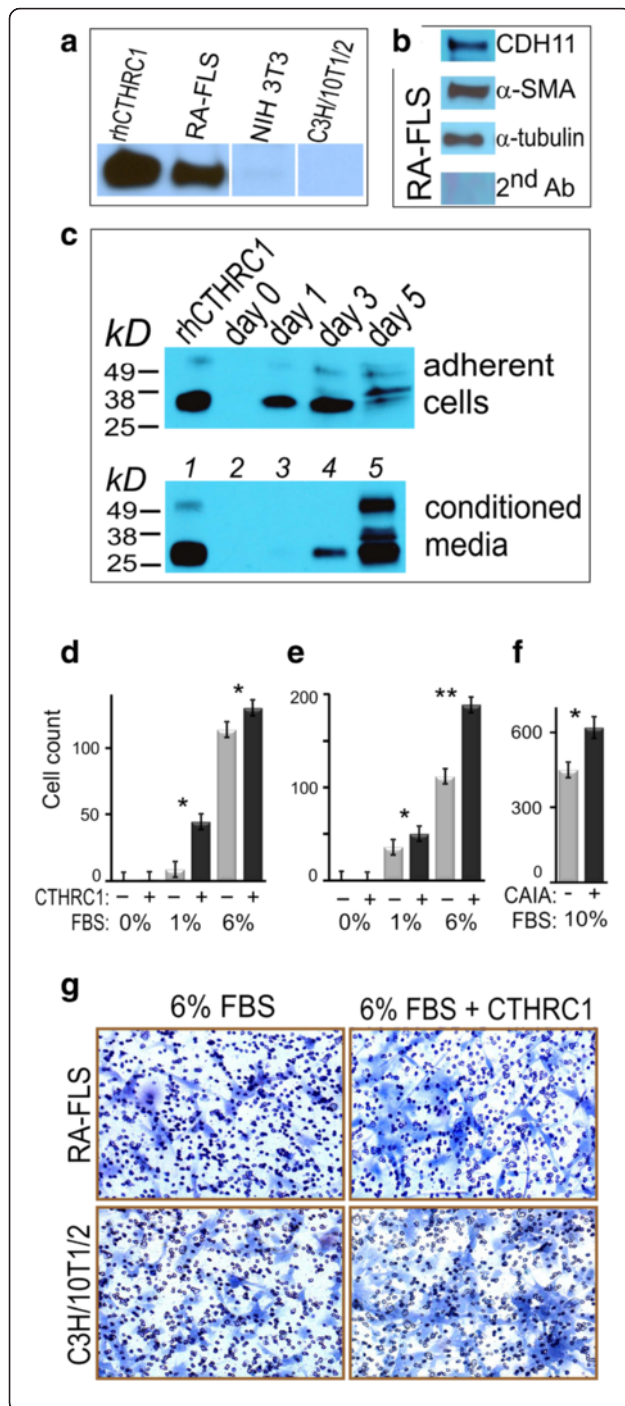 a
rhCTHRC1 RA-FLS NIH 3T3 C3H/10T1/2
b
RA-FLS
CDH11
α-SMA
α-tubulin
2nd Ab
c
kD rhCTHRC1 day 0 day 1 day 3 day 5
49
38
25
adherent
cells
kD 1 2 3 4 5
49
38
25
conditioned
media
d
Cell count
100
50
0
* *
CTHRC1: – + – + – +
FBS: 0% 1% 6%
e
200
100
0
* **
– + – + – +
0% 1% 6%
f
600
300
0
*
CAIA: - +
FBS: 10%
g
6% FBS 6% FBS + CTHRC1
RA-FLS
C3H/10T1/2